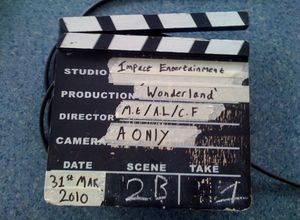 STUDIO Impact Entertainment
PRODUCTION 'Wonderland'
DIRECTOR M.E/A.L/C.F
CAMERA A ONLY
DATE SCENE TAKE
31st MAR 2B 1
2010